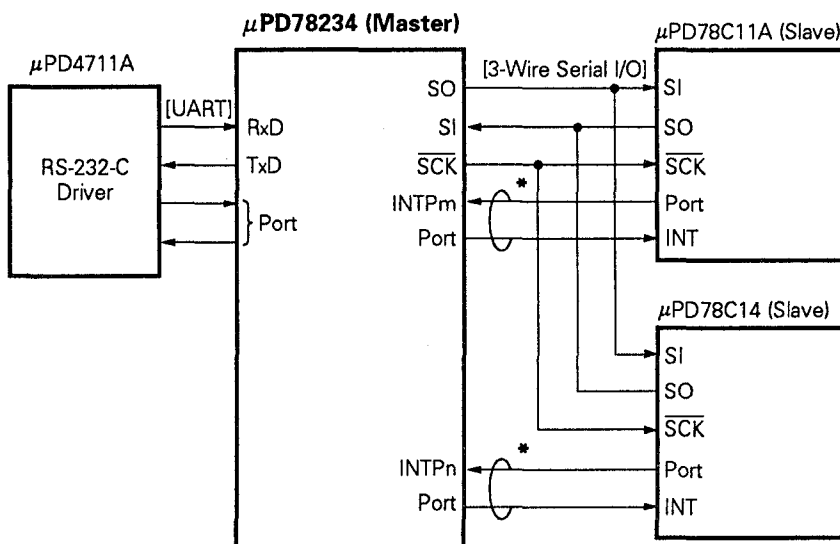 μPD78234 (Master)
μPD4711A
μPD78C11A (Slave)
[3-Wire Serial I/O]
[UART]
RS-232-C
Driver
RxD
TxD
Port
SO
SI
SCK
INTPm
Port
*
SI
SO
SCK
Port
INT
μPD78C14 (Slave)
SI
SO
SCK
Port
INT
*
INTPn
Port